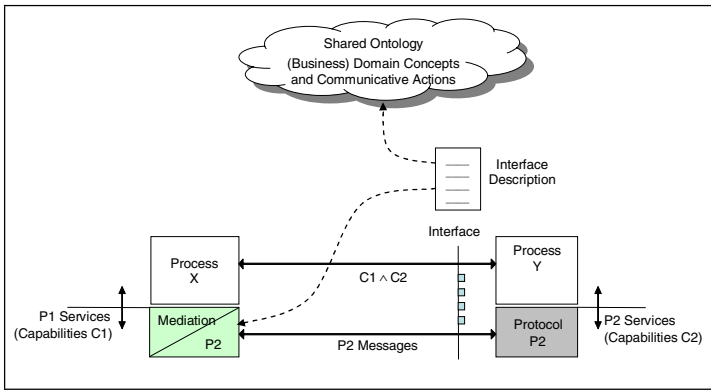 Shared Ontology
(Business) Domain Concepts
and Communicative Actions
Interface
Description
Interface
Process
X
Process
Y
C1 ∧ C2
P1 Services
(Capabilities C1)
Mediation
P2
Protocol
P2
P2 Services
(Capabilities C2)
P2 Messages